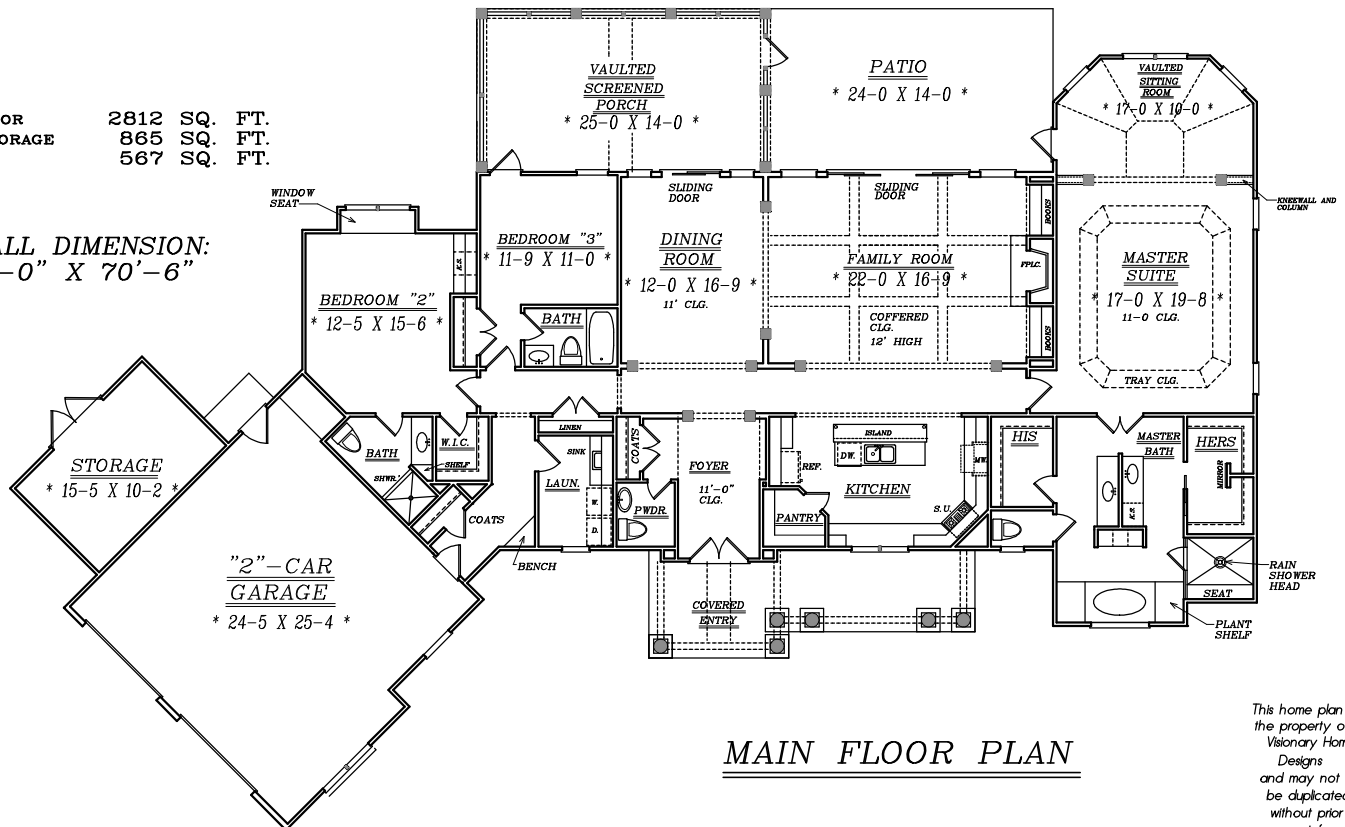 OR 2812 SQ. FT.
ORAGE 865 SQ. FT.
567 SQ. FT.
ALL DIMENSION:
-0" X 70'-6"
VAULTED
SCREENED
PORCH
* 25-0 X 14-0 *
PATIO
* 24-0 X 14-0 *
VAULTED
SITTING
ROOM
* 17-0 X 10-0 *
WINDOW
SEAT
SLIDING
DOOR
SLIDING
DOOR
BOOKS
KNEEWALL AND
COLUMN
BEDROOM "3"
* 11-9 X 11-0 *
DINING
ROOM
* 12-0 X 16-9 *
11' CLG.
FAMILY ROOM
* 22-0 X 16-9 *
COFFERED
CLG.
12' HIGH
FPLC.
BOOKS
MASTER
SUITE
* 17-0 X 19-8 *
11-0 CLG.
TRAY CLG.
K.S.
BEDROOM "2"
* 12-5 X 15-6 *
BATH
STORAGE
* 15-5 X 10-2 *
BATH
W.I.C.
SHELF
SHWR.
LINEN
SINK
LAUN.
W.
D.
COATS
BENCH
COATS
FOYER
11'-0"
CLG.
PWDR.
ISLAND
DW.
REF.
MW.
KITCHEN
S.U.
PANTRY
HIS
MASTER
BATH
HERS
MIRROR
K.S.
"2"-CAR
GARAGE
* 24-5 X 25-4 *
COVERED
ENTRY
RAIN
SHOWER
HEAD
SEAT
PLANT
SHELF
MAIN FLOOR PLAN
This home plan
the property o
Visionary Hom
Designs
and may not
be duplicated
without prior